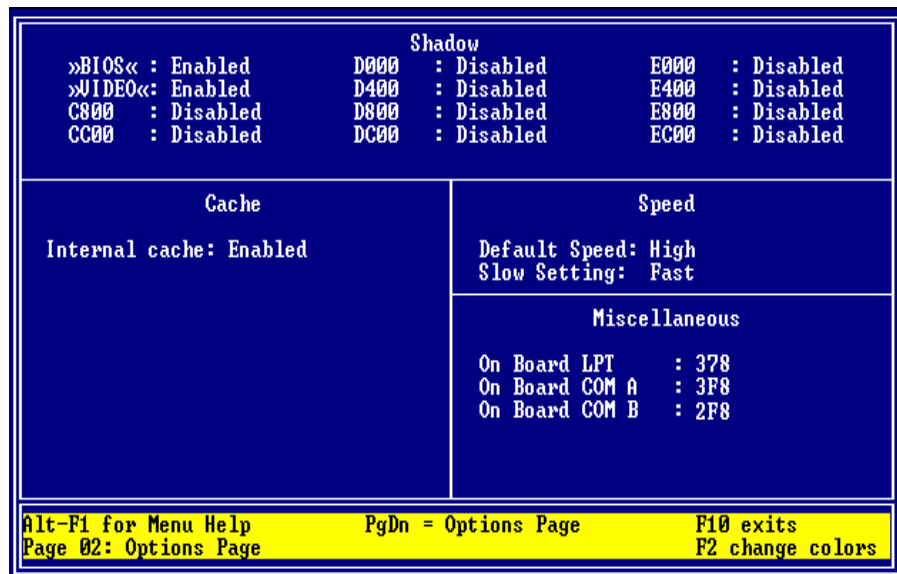 Shadow
»BIOS« : Enabled D000 : Disabled E000 : Disabled
»VIDEO«: Enabled D400 : Disabled E400 : Disabled
C800 : Disabled D800 : Disabled E800 : Disabled
CC00 : Disabled DC00 : Disabled EC00 : Disabled
Cache
Internal cache: Enabled
Speed
Default Speed: High
Slow Setting: Fast
Miscellaneous
On Board LPT : 378
On Board COM A : 3F8
On Board COM B : 2F8
Alt-F1 for Menu Help PgDn = Options Page F10 exits
Page 02: Options Page F2 change colors